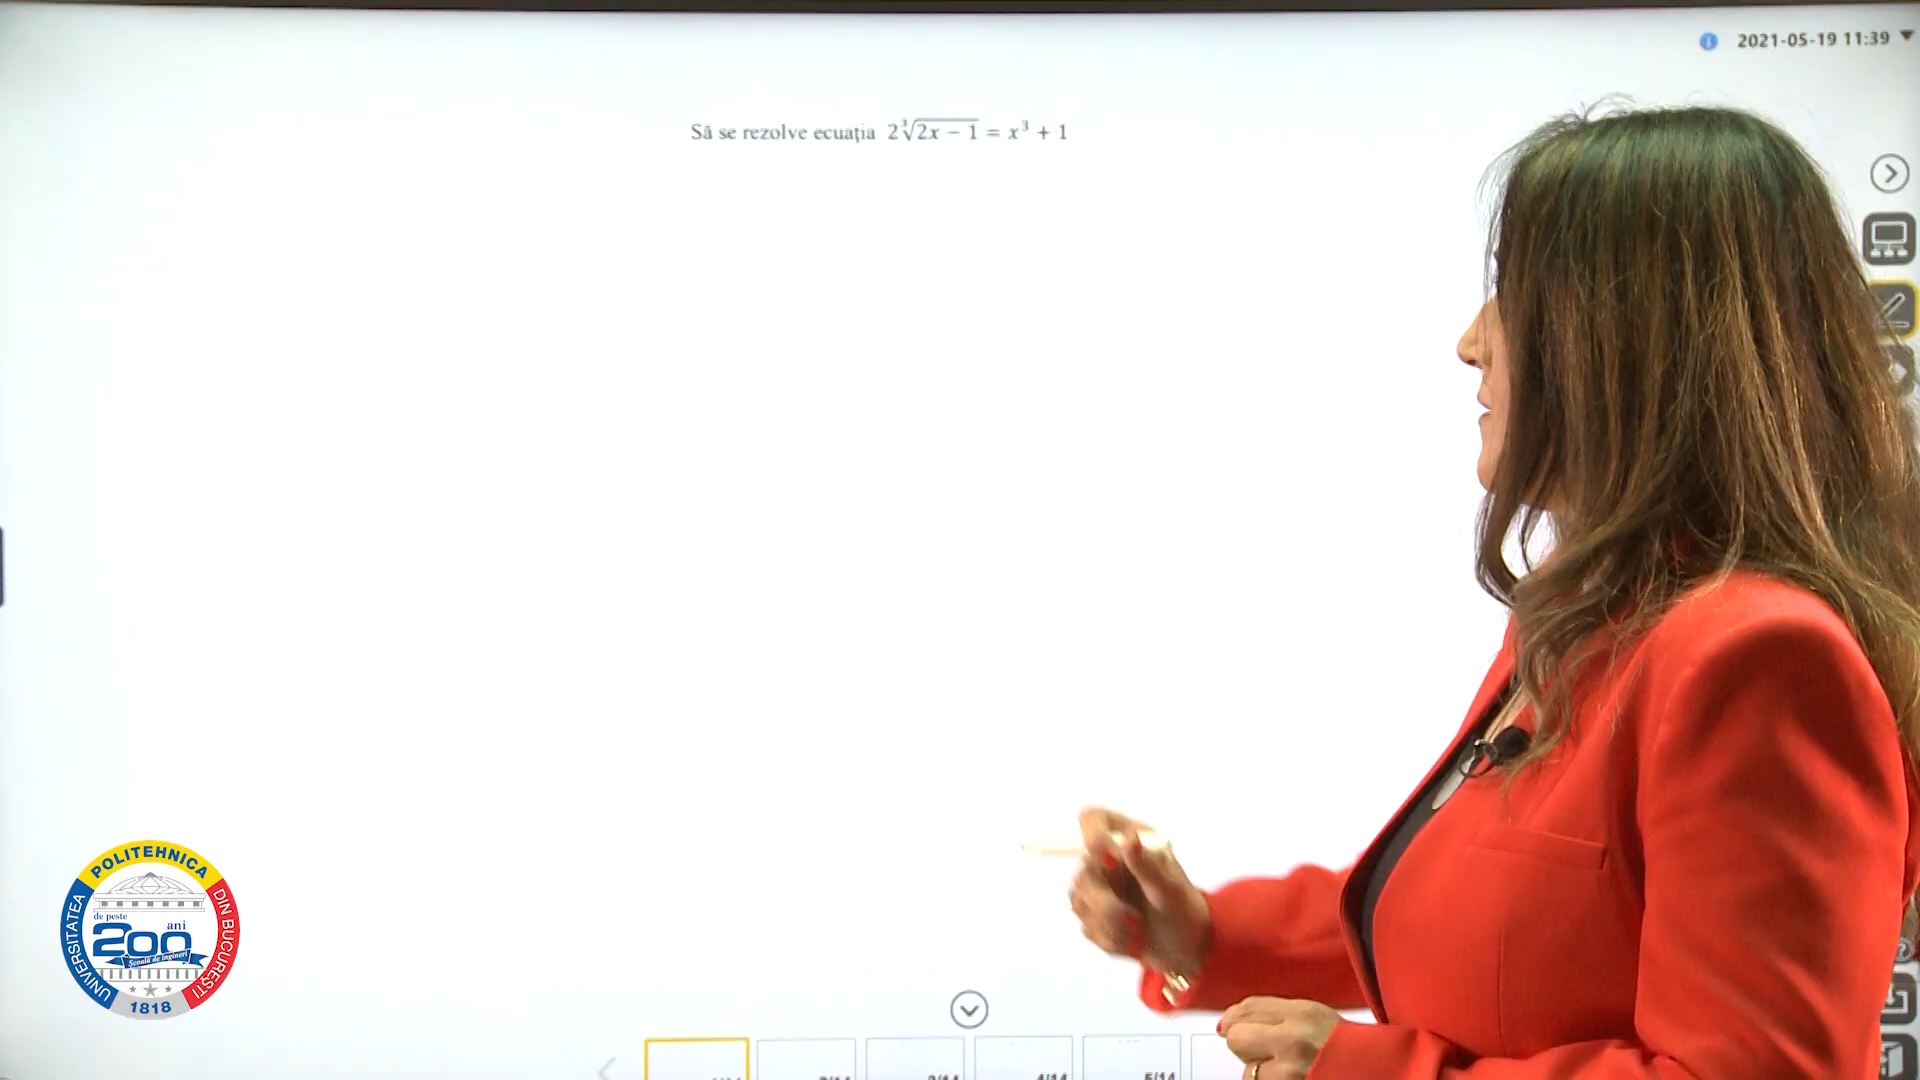 2021-05-19 11:39
Să se rezolve ecuația 2∛(2x − 1) = x³ + 1
UNIVERSITATEA POLITEHNICA DIN BUCUREȘTI
de peste
200 ani
Școală de Ingineri
1818